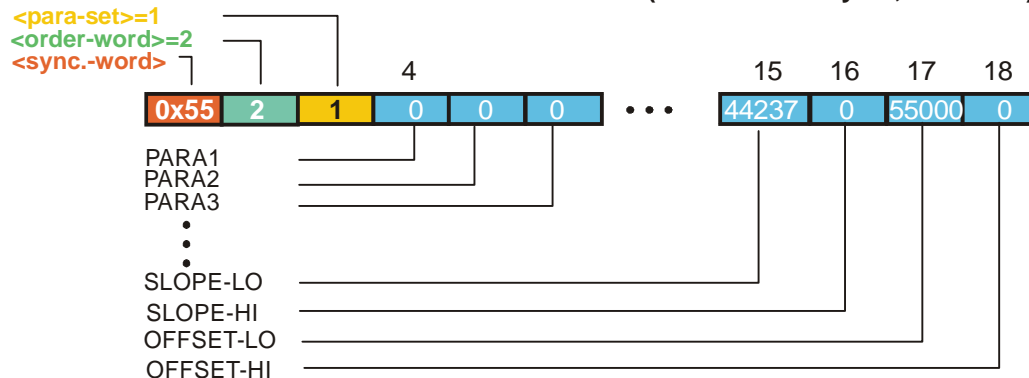 <para-set>=1
<order-word>=2
<sync.-word>
4 15 16 17 18
0x55 2 1 0 0 0 ••• 44237 0 55000 0
PARA1
PARA2
PARA3
SLOPE-LO
SLOPE-HI
OFFSET-LO
OFFSET-HI